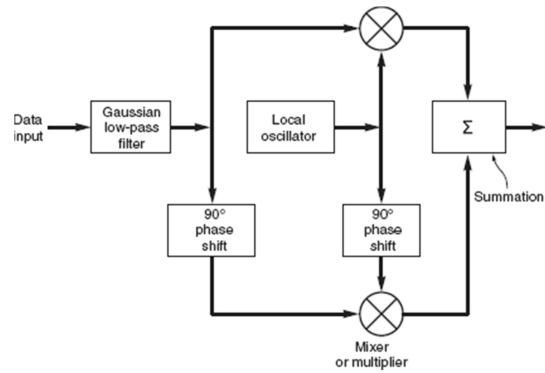 Data
input
Gaussian
low-pass
filter
Local
oscillator
Σ
Summation
90°
phase
shift
90°
phase
shift
Mixer
or multiplier